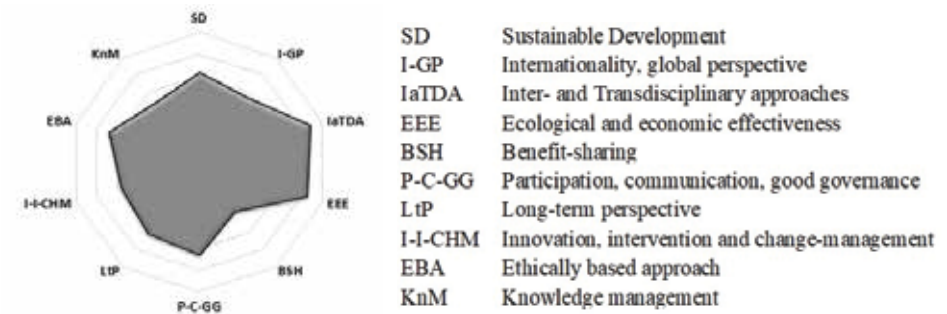 SD
I-GP
IaTDA
EEE
BSH
P-C-GG
LtP
I-I-CHM
EBA
KnM
SD Sustainable Development
I-GP Internationality, global perspective
IaTDA Inter- and Transdisciplinary approaches
EEE Ecological and economic effectiveness
BSH Benefit-sharing
P-C-GG Participation, communication, good governance
LtP Long-term perspective
I-I-CHM Innovation, intervention and change-management
EBA Ethically based approach
KnM Knowledge management